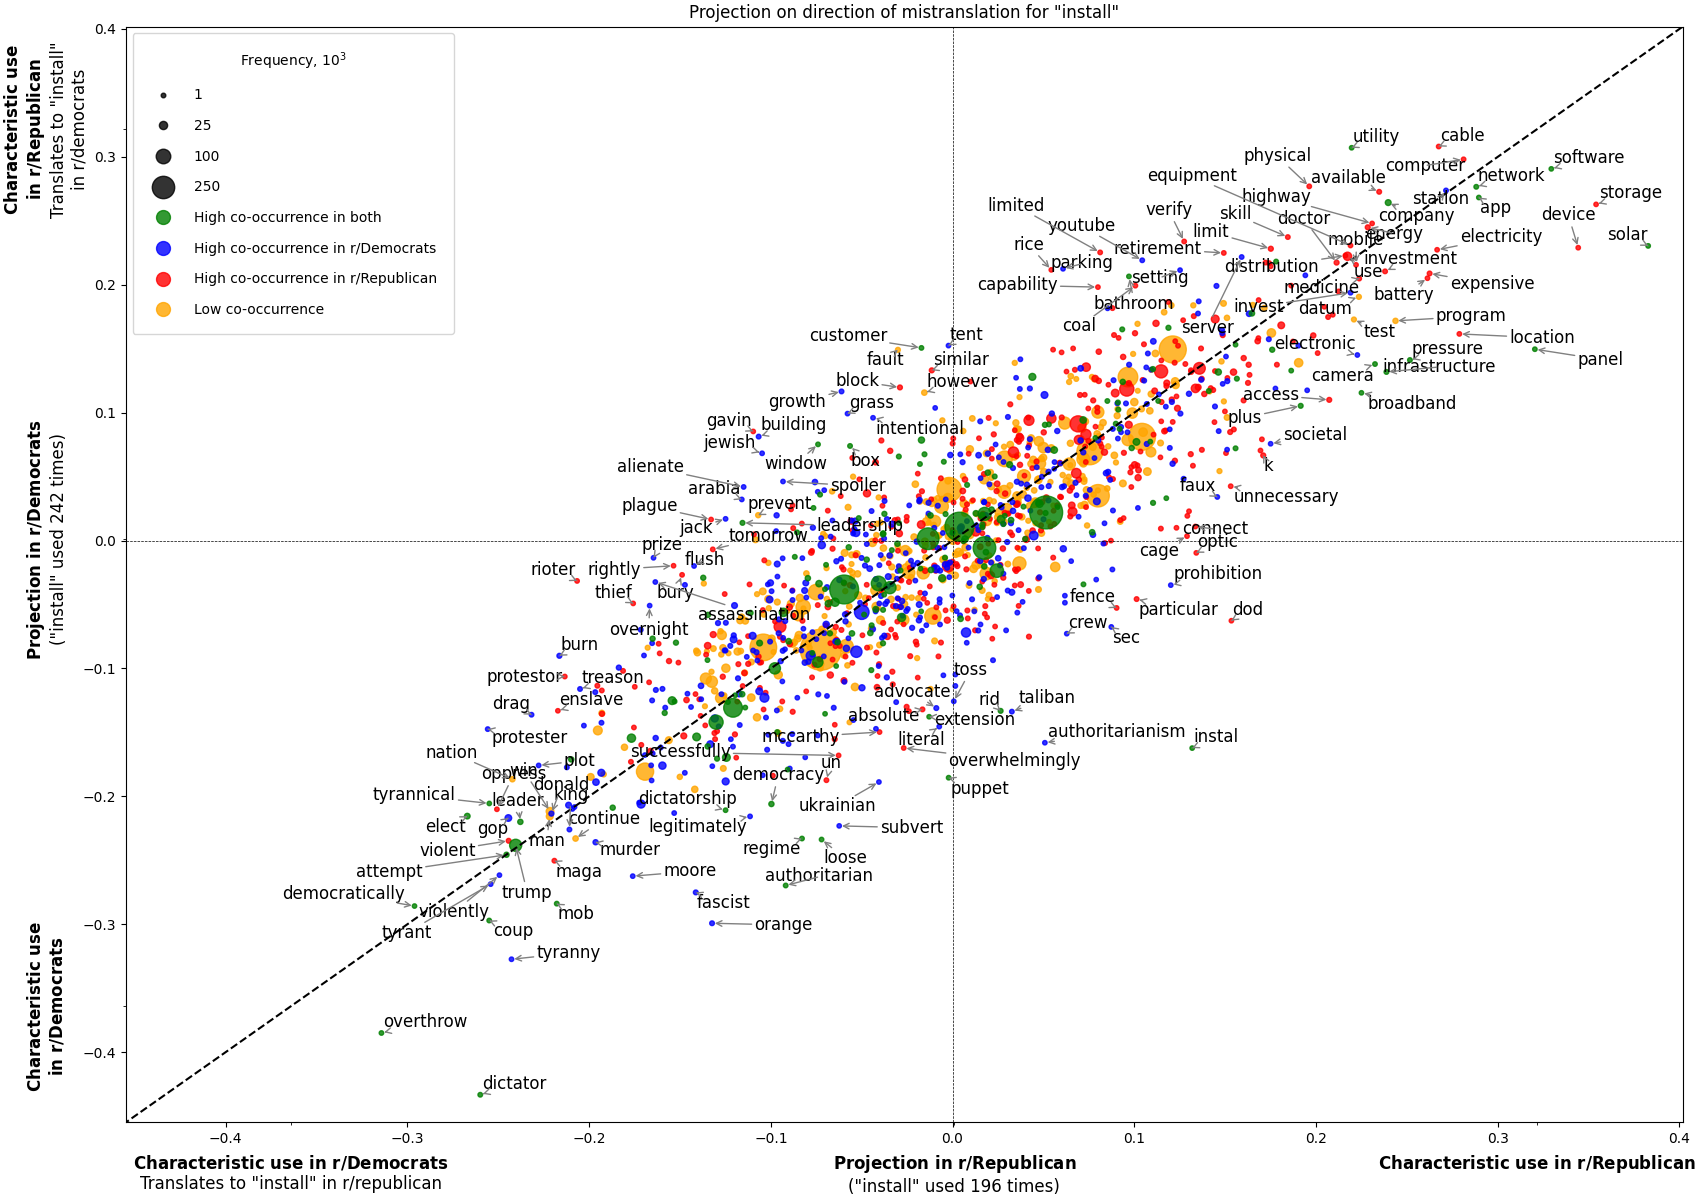 Projection on direction of mistranslation for "install"
Characteristic use
in r/Republican
Translates to "install"
in r/democrats
Projection in r/Democrats
("install" used 242 times)
Characteristic use
in r/Democrats
0.4
0.3
0.2
0.1
0.0
−0.1
−0.2
−0.3
−0.4
Frequency, 10³
1
25
100
250
High co-occurrence in both
High co-occurrence in r/Democrats
High co-occurrence in r/Republican
Low co-occurrence
utility
cable
physical
computer
software
equipment
available
network
storage
highway
station
limited
verify
skill
doctor
company
app
device
youtube
limit
mobile
energy
electricity
solar
rice
retirement
parking
distribution
investment
capability
setting
use
expensive
bathroom
medicine
battery
coal
invest
datum
program
server
test
customer
tent
location
electronic
pressure
fault
similar
panel
camera
infrastructure
block
however
access
broadband
growth
grass
plus
gavin
building
intentional
societal
jewish
window
box
k
alienate
arabia
spoiler
faux
unnecessary
plague
prevent
jack
leadership
connect
tomorrow
optic
prize
cage
rioter
rightly
flush
prohibition
thief
bury
fence
assassination
particular
dod
overnight
crew
sec
burn
protestor
treason
toss
drag
enslave
advocate
rid
taliban
absolute
extension
protester
mccarthy
literal
authoritarianism
instal
nation
successfully
overwhelmingly
plot
win
oppress
un
democracy
donald
puppet
tyrannical
leader
king
dictatorship
ukrainian
elect
gop
continue
legitimately
subvert
man
violent
murder
regime
loose
attempt
maga
moore
authoritarian
democratically
trump
violently
mob
fascist
tyrant
coup
orange
tyranny
overthrow
dictator
−0.4
−0.3
−0.2
−0.1
0.0
0.1
0.2
0.3
0.4
Characteristic use in r/Democrats
Translates to "install" in r/republican
Projection in r/Republican
("install" used 196 times)
Characteristic use in r/Republican